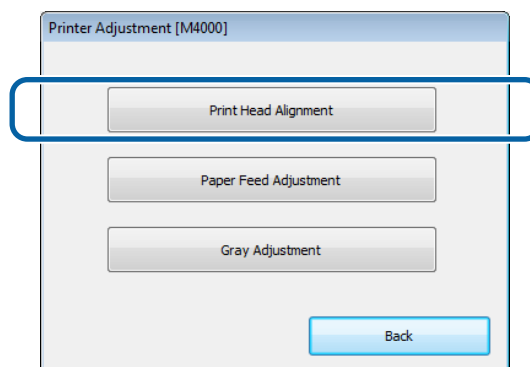 Printer Adjustment [M4000]
Print Head Alignment
Paper Feed Adjustment
Gray Adjustment
Back